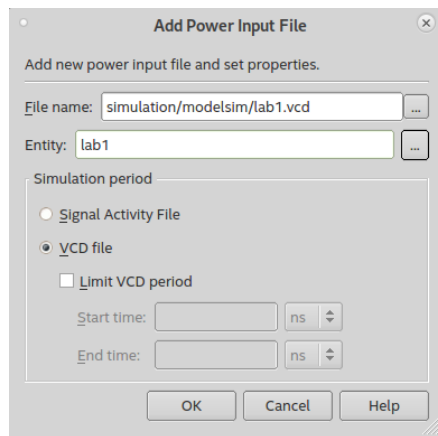 Add Power Input File
Add new power input file and set properties.
File name: simulation/modelsim/lab1.vcd ...
Entity: lab1 ...
Simulation period
Signal Activity File
VCD file
Limit VCD period
Start time: ns
End time: ns
OK Cancel Help